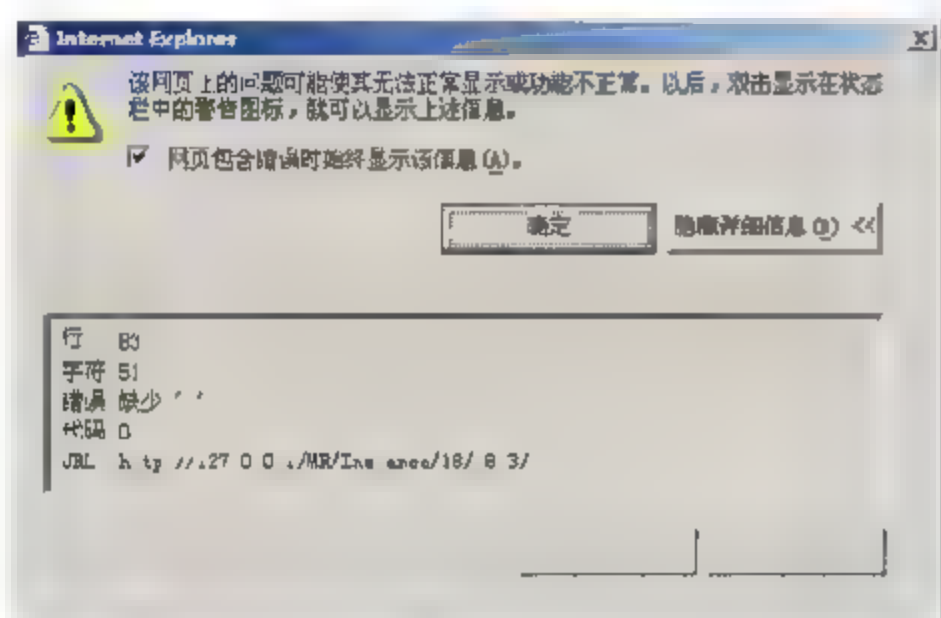 Internet Explorer
该网页上的问题可能使其无法正常显示或功能不正常。以后，双击显示在状态
栏中的警告图标，就可以显示上述信息。
网页包含错误时始终显示该信息(A)。
确定
隐藏详细信息(D) <<
行
字符 51
错误 缺少
代码 0